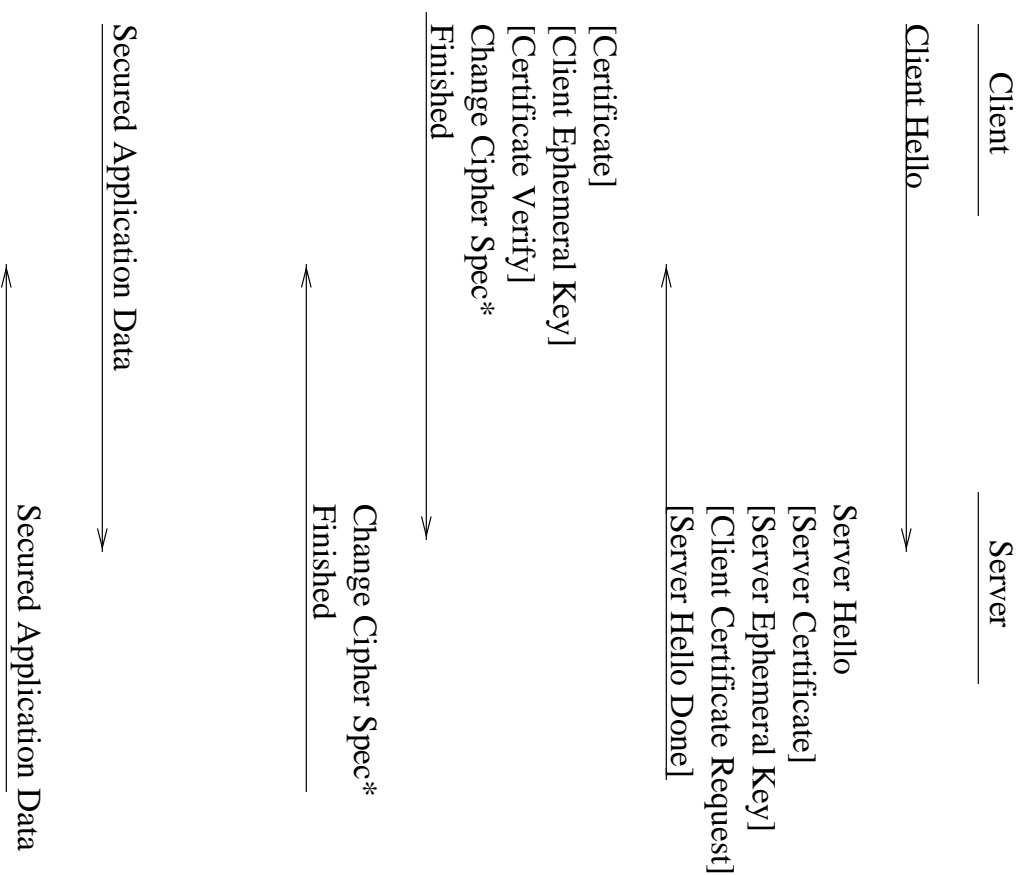 Client
Server
Client Hello
Server Hello
[Server Certificate]
[Server Ephemeral Key]
[Client Certificate Request]
[Server Hello Done]
[Certificate]
[Client Ephemeral Key]
[Certificate Verify]
Change Cipher Spec*
Finished
Change Cipher Spec*
Finished
Secured Application Data
Secured Application Data